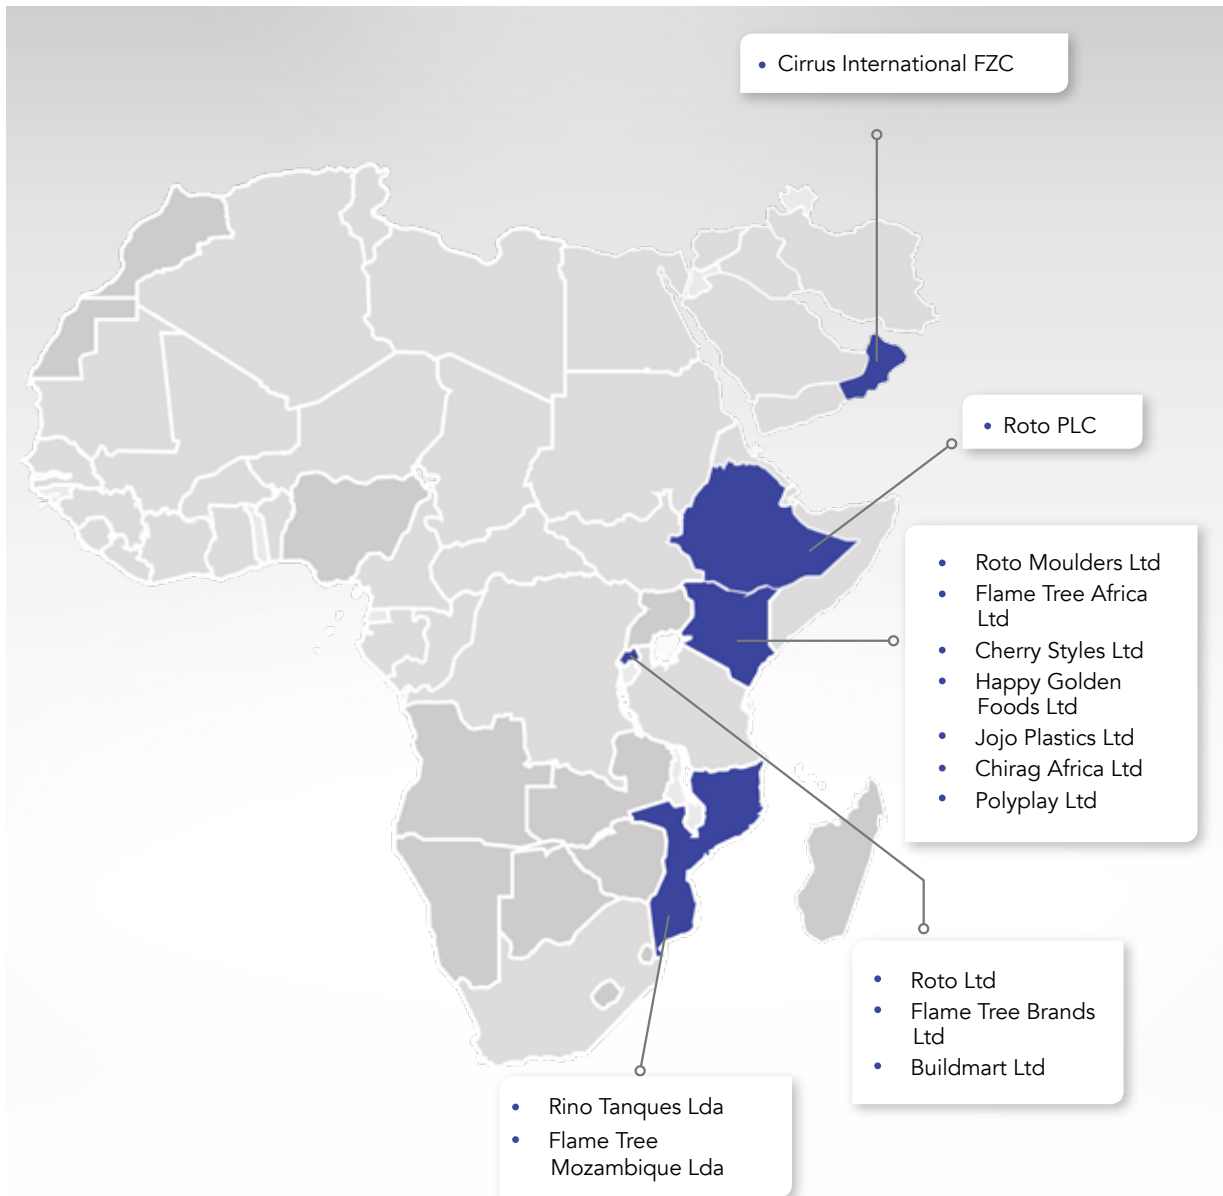 • Cirrus International FZC
• Roto PLC
• Roto Moulders Ltd
• Flame Tree Africa
Ltd
• Cherry Styles Ltd
• Happy Golden
Foods Ltd
• Jojo Plastics Ltd
• Chirag Africa Ltd
• Polyplay Ltd
• Roto Ltd
• Flame Tree Brands
Ltd
• Buildmart Ltd
• Rino Tanques Lda
• Flame Tree
Mozambique Lda